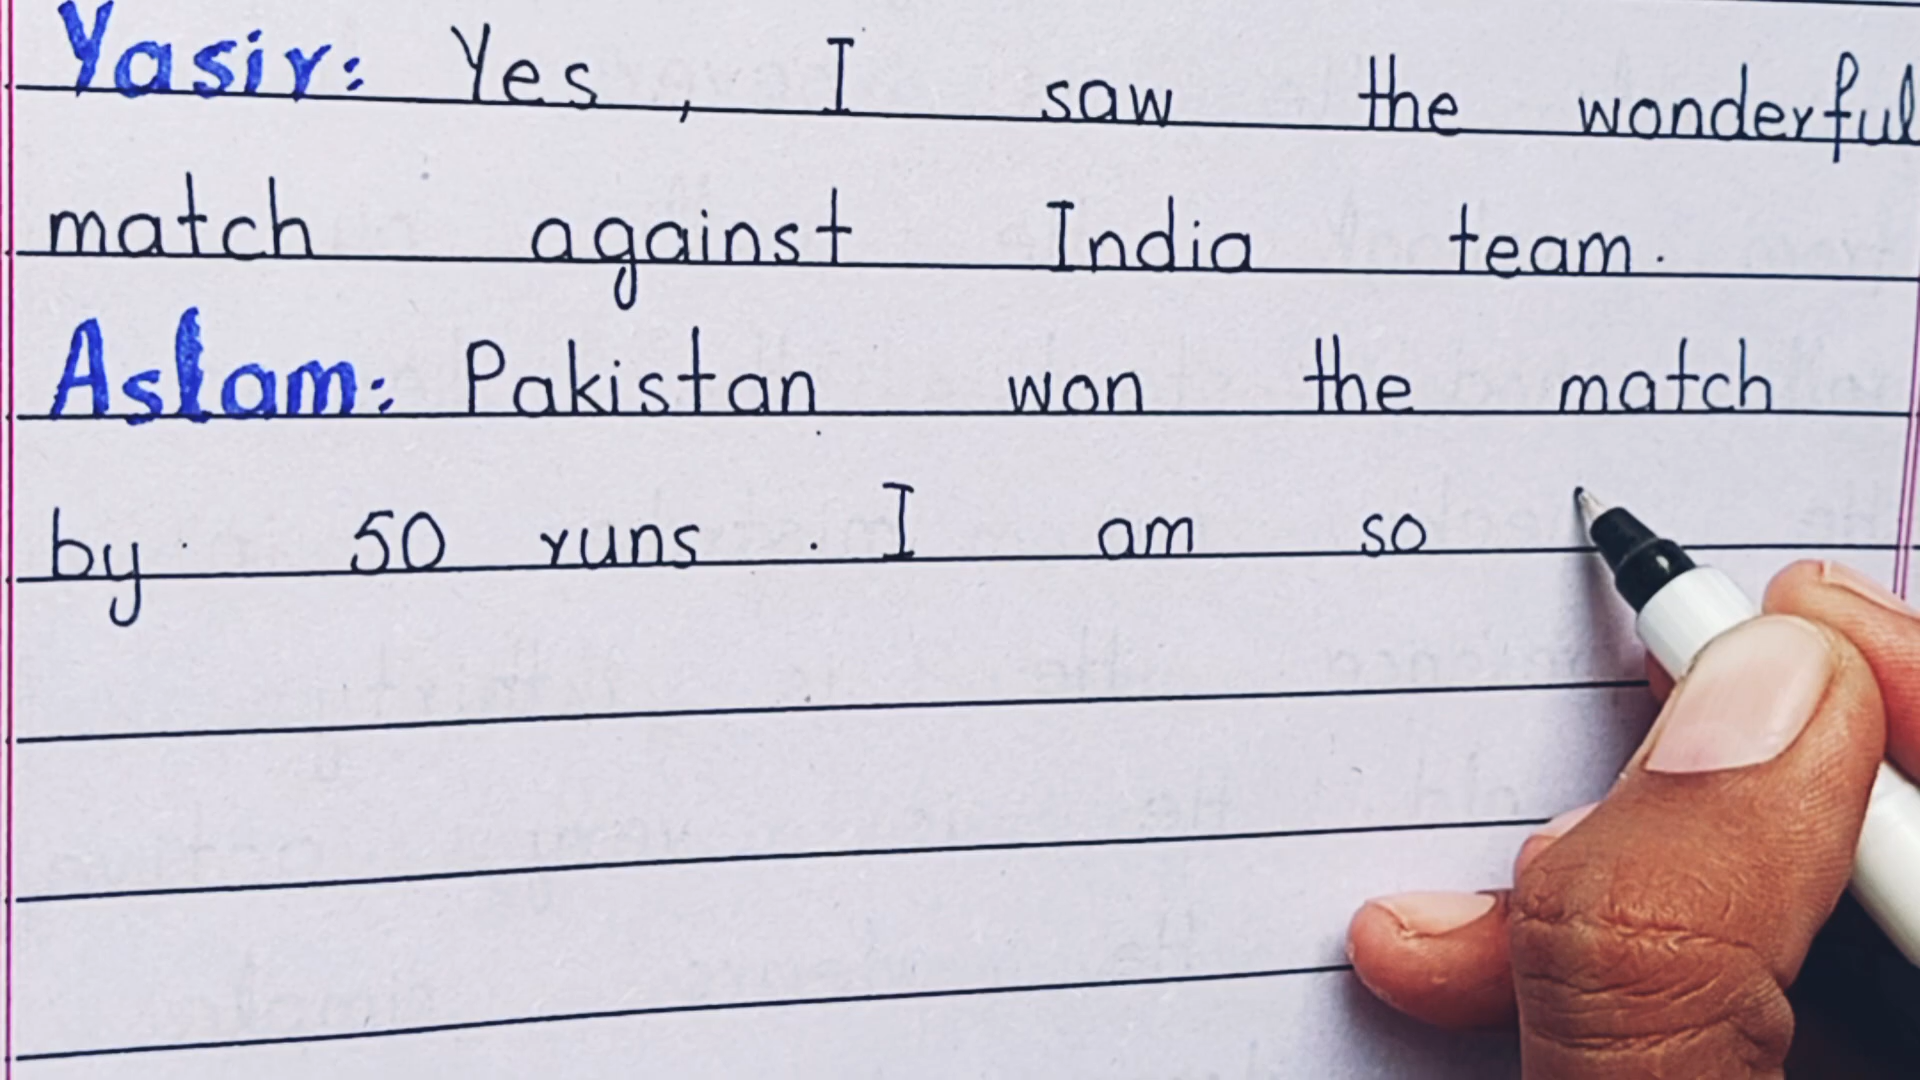 Yasir: Yes, I saw the wonderful
match against India team.
Aslam: Pakistan won the match
by 50 runs. I am so